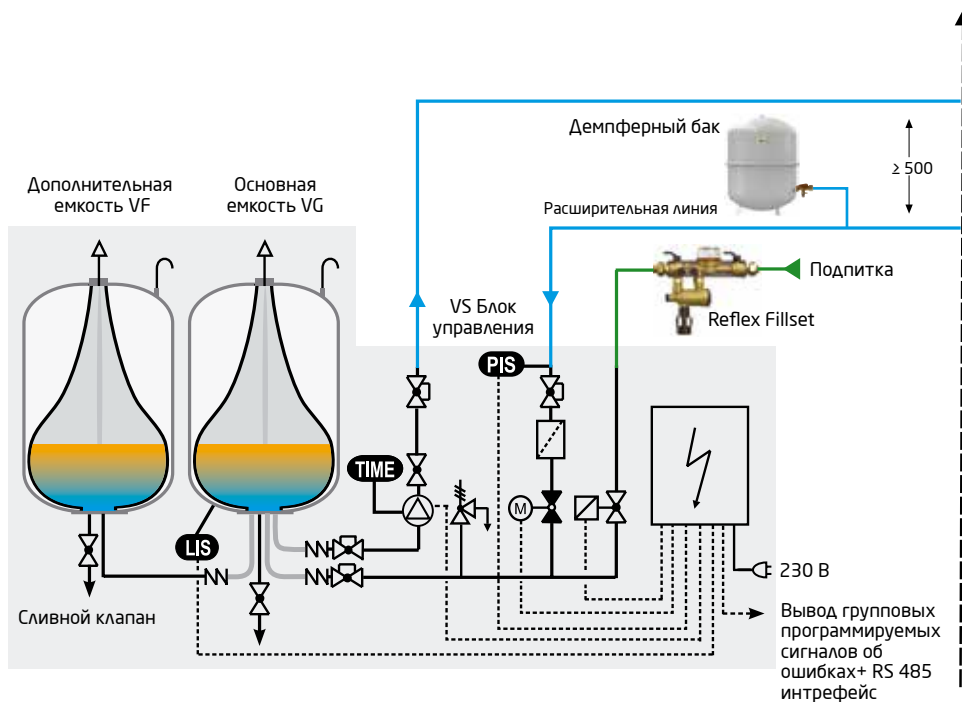 Демпферный бак
≥ 500
Дополнительная
емкость VF
Основная
емкость VG
Расширительная линия
Подпитка
VS Блок
управления
Reflex Fillset
PIS
TIME
M
LIS
230 В
Сливной клапан
Вывод групповых
программируемых
сигналов об
ошибках+ RS 485
интрефейс